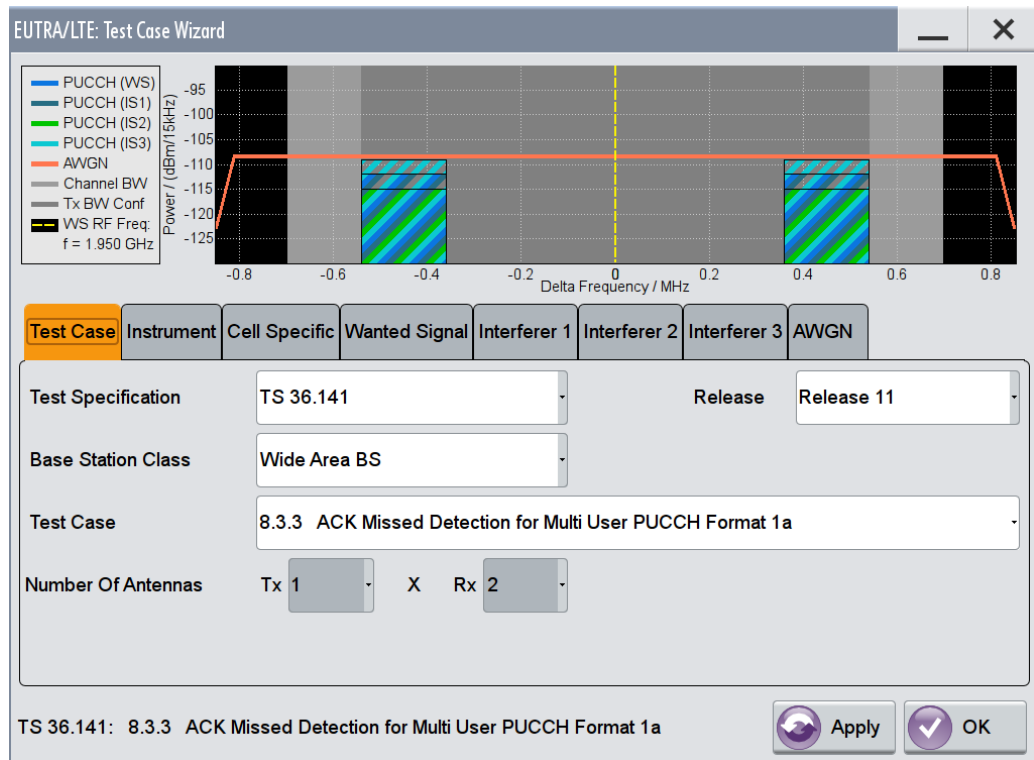 EUTRA/LTE: Test Case Wizard
PUCCH (WS)
PUCCH (IS1)
PUCCH (IS2)
PUCCH (IS3)
AWGN
Channel BW
Tx BW Conf
WS RF Freq:
f = 1.950 GHz
Power / (dBm/15kHz)
-95
-100
-105
-110
-115
-120
-125
-0.8 -0.6 -0.4 -0.2 0 0.2 0.4 0.6 0.8
Delta Frequency / MHz
Test Case Instrument Cell Specific Wanted Signal Interferer 1 Interferer 2 Interferer 3 AWGN
Test Specification TS 36.141 Release Release 11
Base Station Class Wide Area BS
Test Case 8.3.3 ACK Missed Detection for Multi User PUCCH Format 1a
Number Of Antennas Tx 1 X Rx 2
TS 36.141: 8.3.3 ACK Missed Detection for Multi User PUCCH Format 1a Apply OK